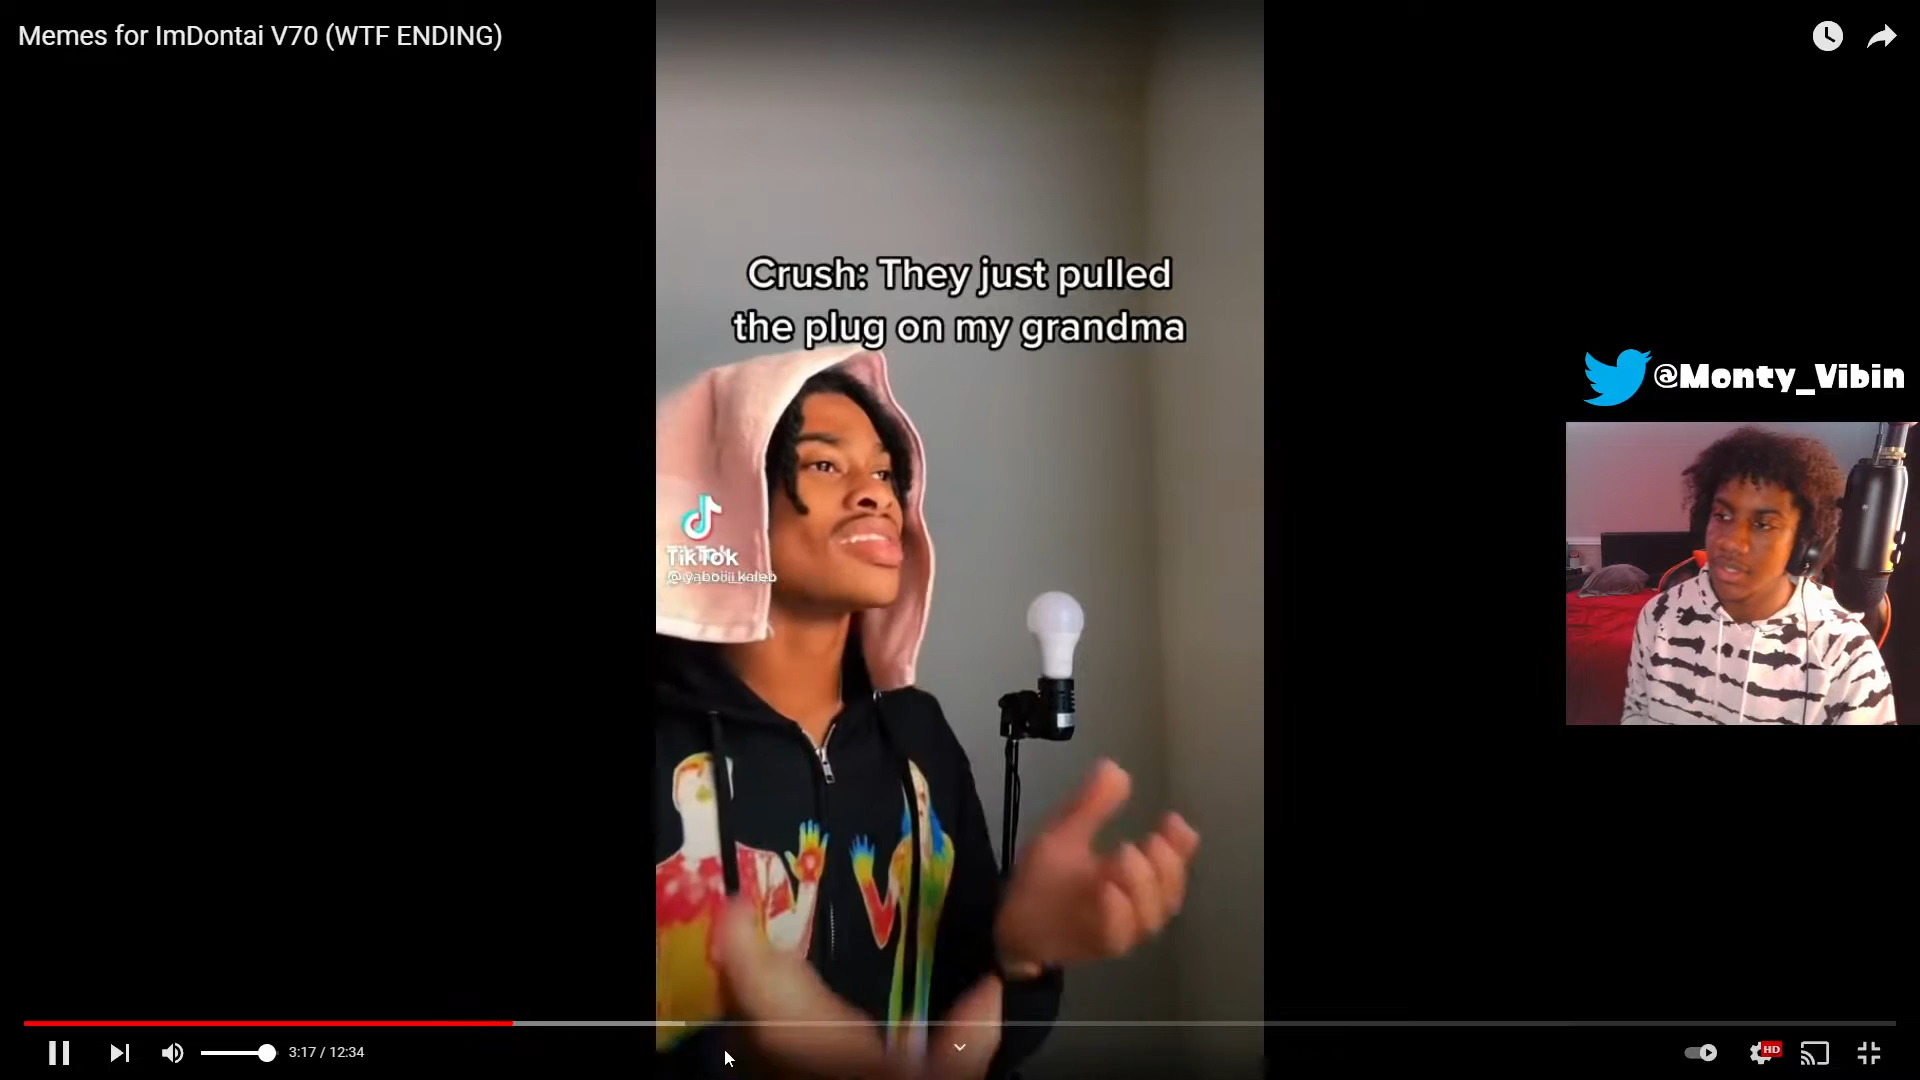 Memes for ImDontai V70 (WTF ENDING)
Crush: They just pulled
the plug on my grandma
@Monty_Vibin
TikTok
@yaboiii_kaleb
3:17 / 12:34
HD